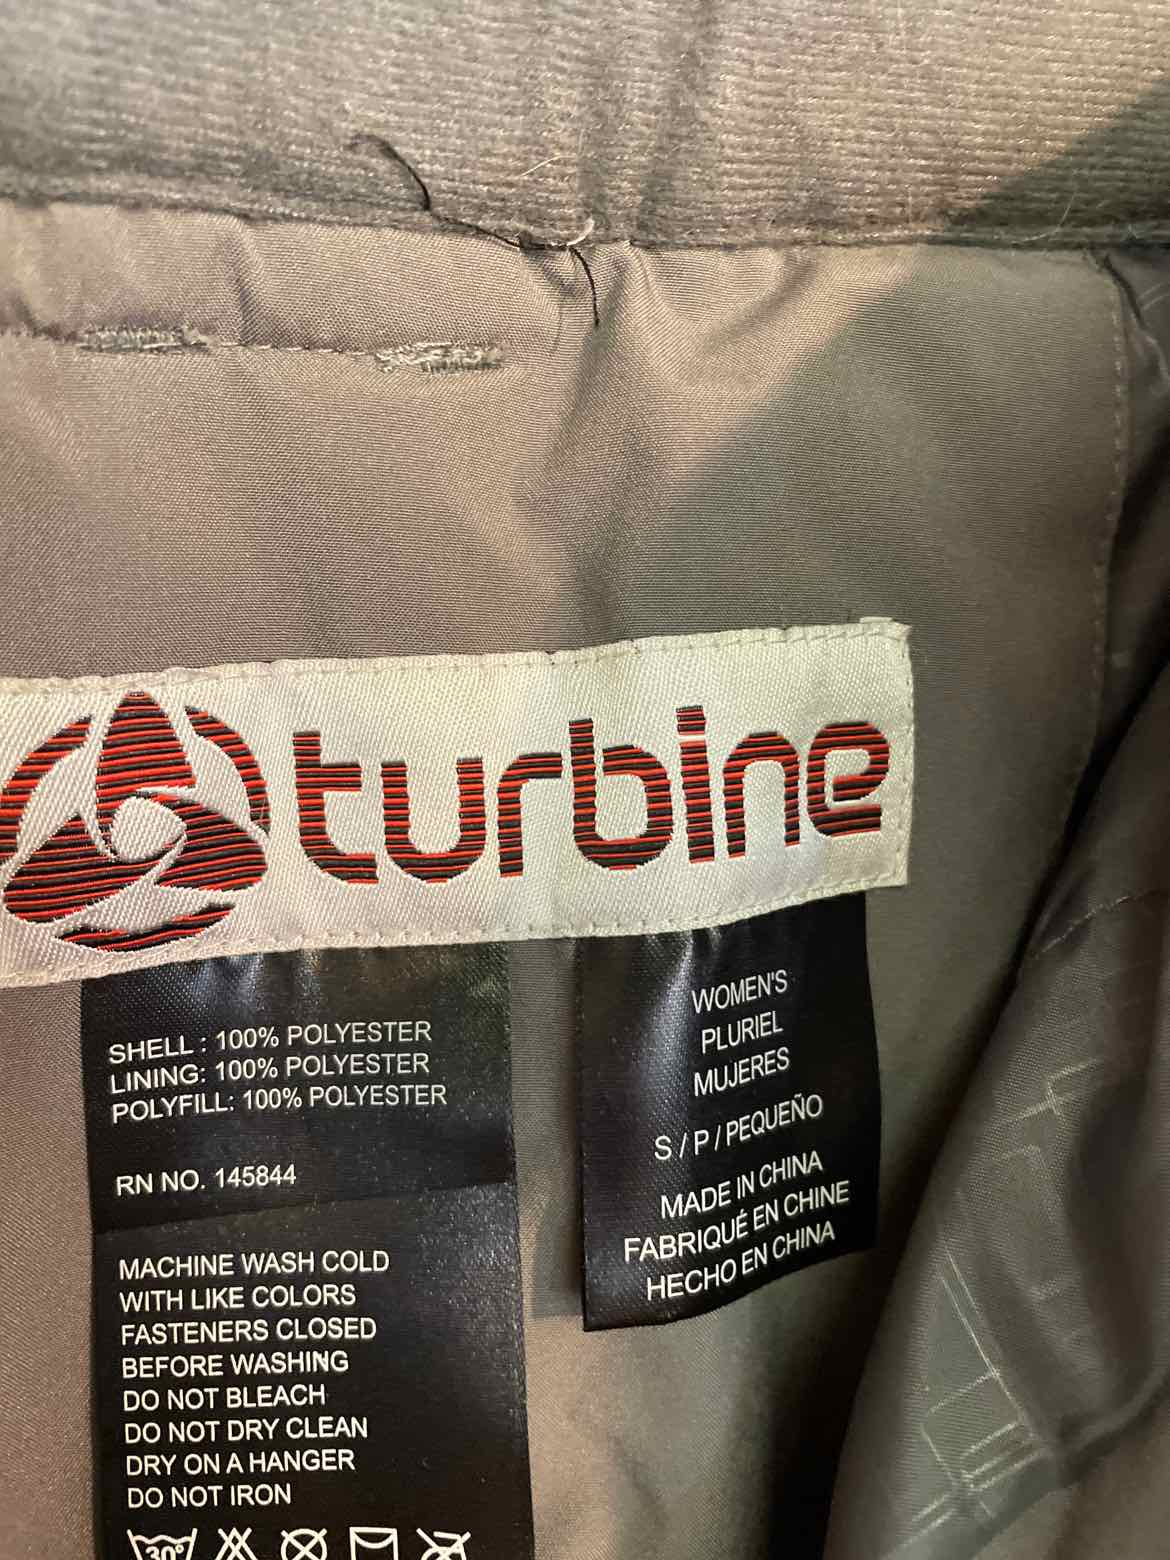 turbine
SHELL : 100% POLYESTER
LINING: 100% POLYESTER
POLYFILL: 100% POLYESTER
RN NO. 145844
MACHINE WASH COLD
WITH LIKE COLORS
FASTENERS CLOSED
BEFORE WASHING
DO NOT BLEACH
DO NOT DRY CLEAN
DRY ON A HANGER
DO NOT IRON
30°
WOMEN'S
PLURIEL
MUJERES
S / P / PEQUEÑO
MADE IN CHINA
FABRIQUÉ EN CHINE
HECHO EN CHINA